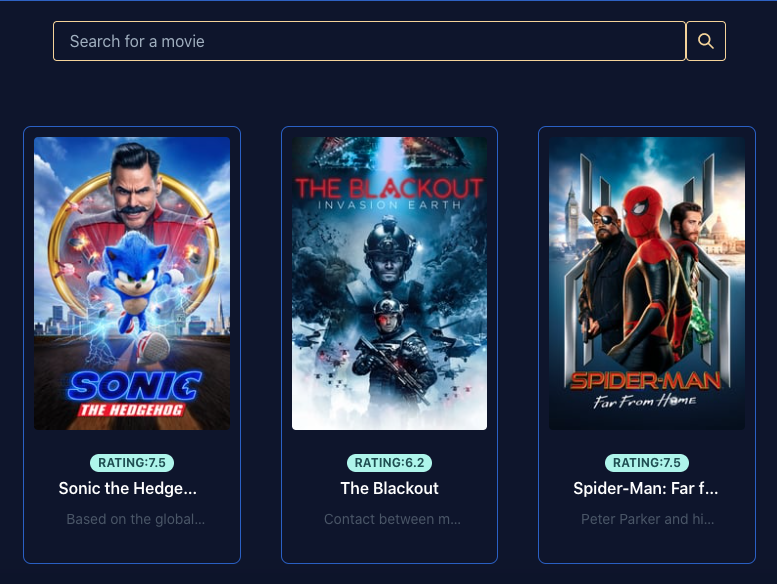 Search for a movie
SONIC
THE HEDGEHOG
THE BLACKOUT
INVASION EARTH
SPIDER-MAN
Far From Home
RATING:7.5
Sonic the Hedge...
Based on the global...
RATING:6.2
The Blackout
Contact between m...
RATING:7.5
Spider-Man: Far f...
Peter Parker and hi...